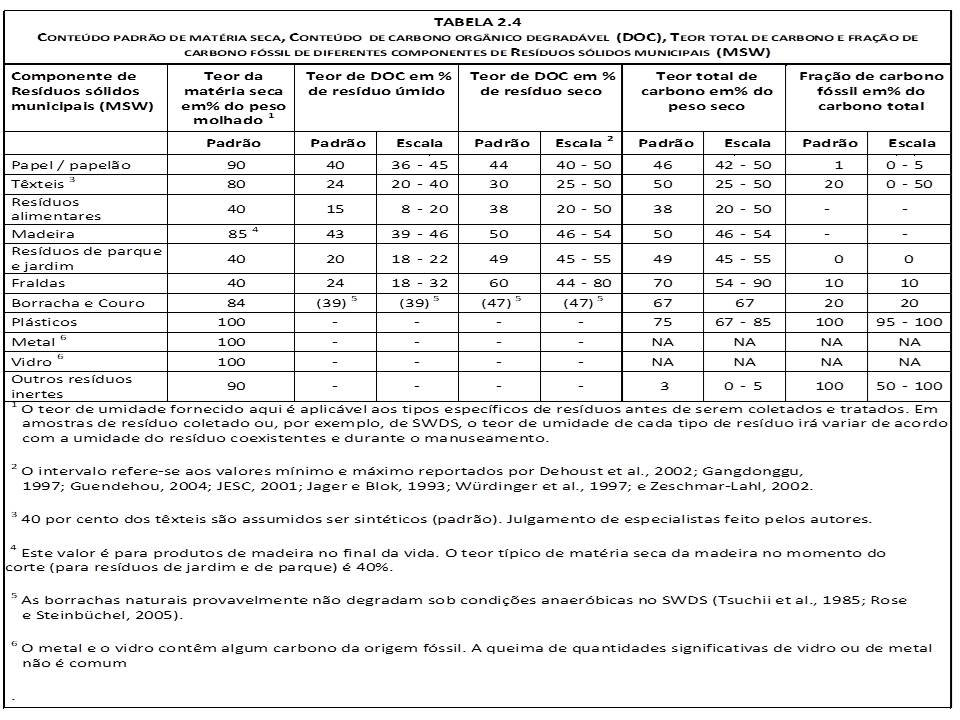 TABELA 2.4
CONTEÚDO PADRÃO DE MATÉRIA SECA, CONTEÚDO DE CARBONO ORGÂNICO DEGRADÁVEL (DOC), TEOR TOTAL DE CARBONO E FRAÇÃO DE
CARBONO FÓSSIL DE DIFERENTES COMPONENTES DE RESÍDUOS SÓLIDOS MUNICIPAIS (MSW)
Componente de Resíduos sólidos municipais (MSW) Teor da matéria seca em% do peso molhado ¹ Teor de DOC em % de resíduo úmido Teor de DOC em % de resíduo seco Teor total de carbono em% do peso seco Fração de carbono fóssil em% do carbono total
Padrão Padrão Escala Padrão Escala ² Padrão Escala Padrão Escala
Papel / papelão 90 40 36 - 45 44 40 - 50 46 42 - 50 1 0 - 5
Têxteis ³ 80 24 20 - 40 30 25 - 50 50 25 - 50 20 0 - 50
Resíduos alimentares 40 15 8 - 20 38 20 - 50 38 20 - 50 - -
Madeira 85 ⁴ 43 39 - 46 50 46 - 54 50 46 - 54 - -
Resíduos de parque e jardim 40 20 18 - 22 49 45 - 55 49 45 - 55 0 0
Fraldas 40 24 18 - 32 60 44 - 80 70 54 - 90 10 10
Borracha e Couro 84 (39) ⁵ (39) ⁵ (47) ⁵ (47) ⁵ 67 67 20 20
Plásticos 100 - - - - 75 67 - 85 100 95 - 100
Metal ⁶ 100 - - - - NA NA NA NA
Vidro ⁶ 100 - - - - NA NA NA NA
Outros resíduos inertes 90 - - - - 3 0 - 5 100 50 - 100
¹ O teor de umidade fornecido aqui é aplicável aos tipos específicos de resíduos antes de serem coletados e tratados. Em
amostras de resíduo coletado ou, por exemplo, de SWDS, o teor de umidade de cada tipo de resíduo irá variar de acordo
com a umidade do resíduo coexistentes e durante o manuseamento.
² O intervalo refere-se aos valores mínimo e máximo reportados por Dehoust et al., 2002; Gangdonggu,
1997; Guendehou, 2004; JESC, 2001; Jager e Blok, 1993; Würdinger et al., 1997; e Zeschmar-Lahl, 2002.
³ 40 por cento dos têxteis são assumidos ser sintéticos (padrão). Julgamento de especialistas feito pelos autores.
⁴ Este valor é para produtos de madeira no final da vida. O teor típico de matéria seca da madeira no momento do
corte (para resíduos de jardim e de parque) é 40%.
⁵ As borrachas naturais provavelmente não degradam sob condições anaeróbicas no SWDS (Tsuchii et al., 1985; Rose
e Steinbüchel, 2005).
⁶ O metal e o vidro contêm algum carbono da origem fóssil. A queima de quantidades significativas de vidro ou de metal
não é comum
.